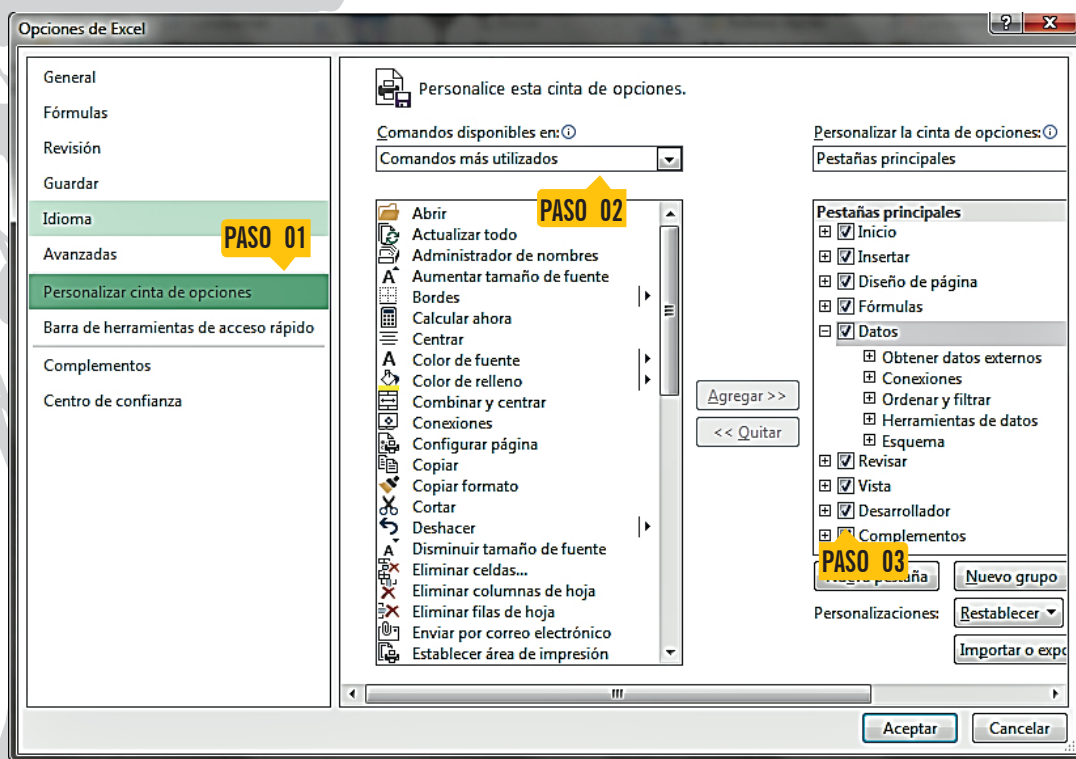 Opciones de Excel
General
Fórmulas
Revisión
Guardar
Idioma
Avanzadas
PASO 01
Personalizar cinta de opciones
Barra de herramientas de acceso rápido
Complementos
Centro de confianza
Personalice esta cinta de opciones.
Comandos disponibles en:
Comandos más utilizados
PASO 02
Abrir
Actualizar todo
Administrador de nombres
Aumentar tamaño de fuente
Bordes
Calcular ahora
Centrar
Color de fuente
Color de relleno
Combinar y centrar
Conexiones
Configurar página
Copiar
Copiar formato
Cortar
Deshacer
Disminuir tamaño de fuente
Eliminar celdas...
Eliminar columnas de hoja
Eliminar filas de hoja
Enviar por correo electrónico
Establecer área de impresión
Agregar >>
<< Quitar
Personalizar la cinta de opciones:
Pestañas principales
Pestañas principales
Inicio
Insertar
Diseño de página
Fórmulas
Datos
Obtener datos externos
Conexiones
Ordenar y filtrar
Herramientas de datos
Esquema
Revisar
Vista
Desarrollador
Complementos
PASO 03
Nueva pestaña
Nuevo grupo
Personalizaciones:
Restablecer
Importar o expo
Aceptar
Cancelar